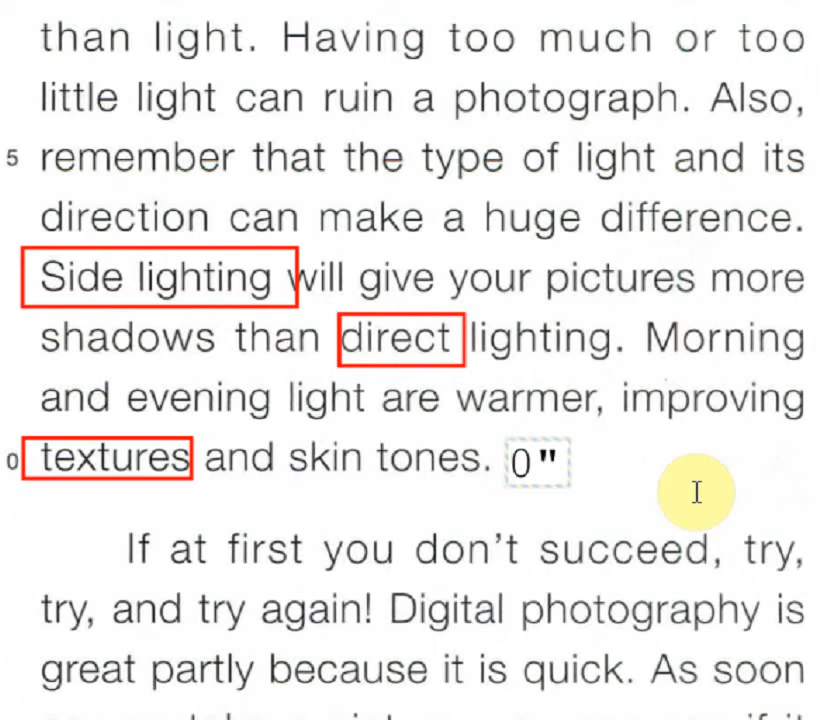 than light. Having too much or too
little light can ruin a photograph. Also,
5 remember that the type of light and its
direction can make a huge difference.
Side lighting will give your pictures more
shadows than direct lighting. Morning
and evening light are warmer, improving
0 textures and skin tones. 0"
If at first you don't succeed, try,
try, and try again! Digital photography is
great partly because it is quick. As soon